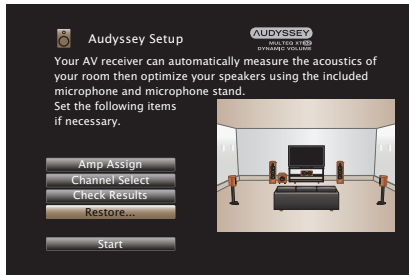 Audyssey Setup
AUDYSSEY
MULTEQ XT32
DYNAMIC VOLUME
Your AV receiver can automatically measure the acoustics of
your room then optimize your speakers using the included
microphone and microphone stand.
Set the following items
if necessary.
Amp Assign
Channel Select
Check Results
Restore...
Start